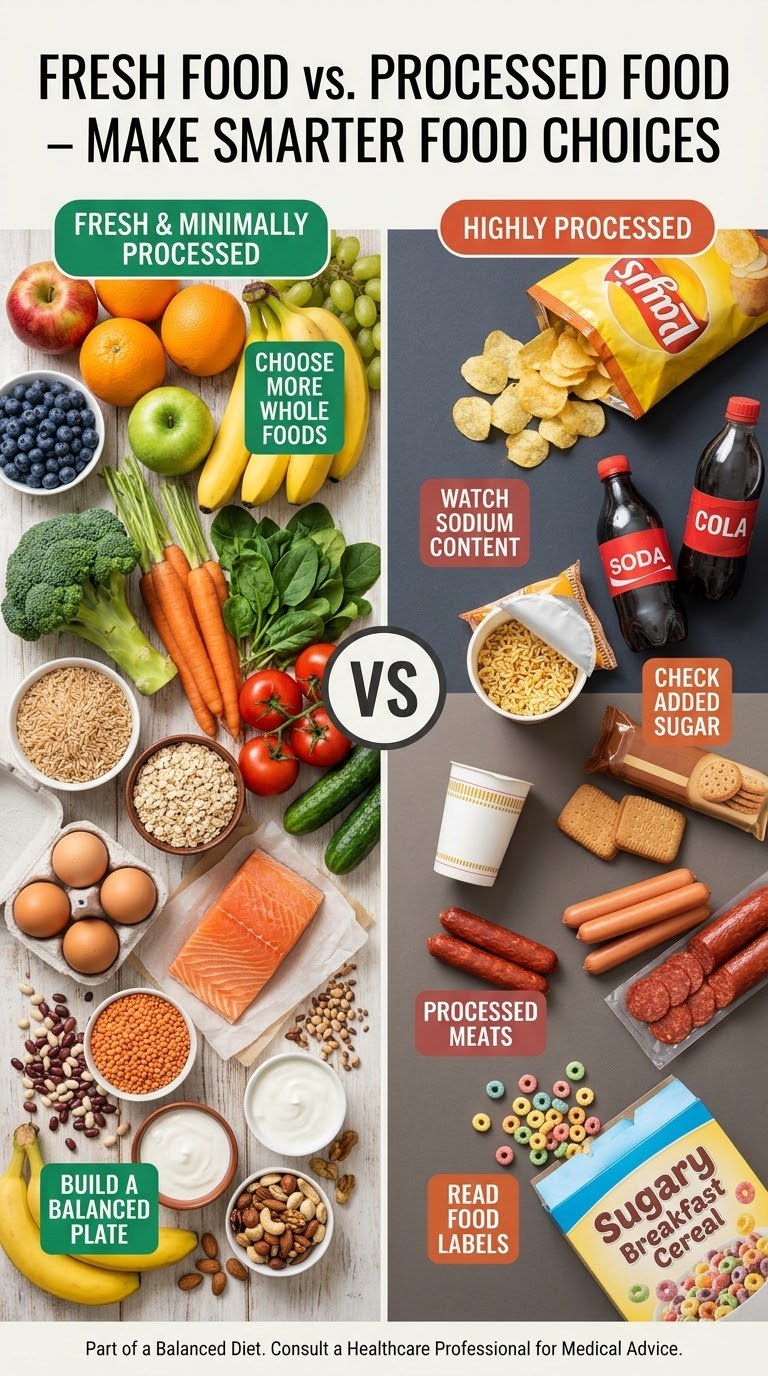 FRESH FOOD vs. PROCESSED FOOD
– MAKE SMARTER FOOD CHOICES
FRESH & MINIMALLY
PROCESSED
HIGHLY PROCESSED
Lay's
CHOOSE
MORE
WHOLE
FOODS
WATCH
SODIUM
CONTENT
SODA
COLA
VS
CHECK
ADDED
SUGAR
PROCESSED
MEATS
BUILD A
BALANCED
PLATE
READ
FOOD
LABELS
Sugary
Breakfast
Cereal
Part of a Balanced Diet. Consult a Healthcare Professional for Medical Advice.